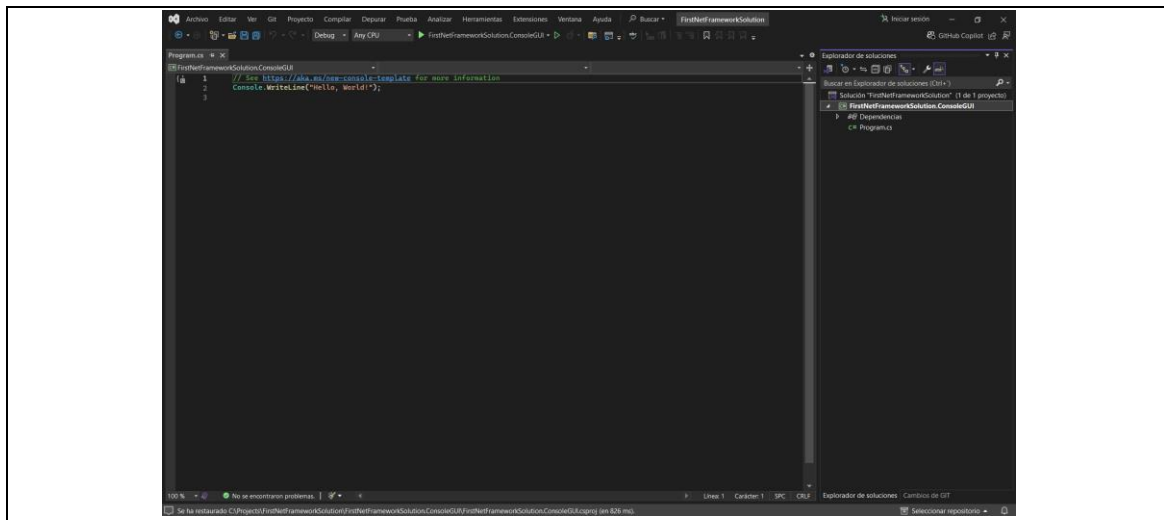 Archivo Editar Ver Git Proyecto Compilar Depurar Prueba Analizar Herramientas Extensiones Ventana Ayuda Buscar FirstNetFrameworkSolution Iniciar sesión
Debug Any CPU FirstNetFrameworkSolution.ConsoleGUI GitHub Copilot
Program.cs
FirstNetFrameworkSolution.ConsoleGUI
1 // See https://aka.ms/new-console-template for more information
2 Console.WriteLine("Hello, World!");
3
Explorador de soluciones
Buscar en Explorador de soluciones (Ctrl+´)
Solución "FirstNetFrameworkSolution" (1 de 1 proyecto)
FirstNetFrameworkSolution.ConsoleGUI
Dependencias
C# Program.cs
100 % No se encontraron problemas. Línea: 1 Carácter: 1 SPC CRLF
Explorador de soluciones Cambios de GIT
Se ha restaurado C:\Projects\FirstNetFrameworkSolution\FirstNetFrameworkSolution.ConsoleGUI\FirstNetFrameworkSolution.ConsoleGUI.csproj (en 826 ms). Seleccionar repositorio